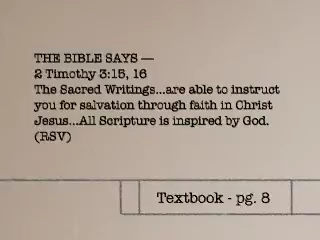 THE BIBLE SAYS —
2 Timothy 3:15, 16
The Sacred Writings...are able to instruct
you for salvation through faith in Christ
Jesus...All Scripture is inspired by God.
(RSV)
Textbook - pg. 8